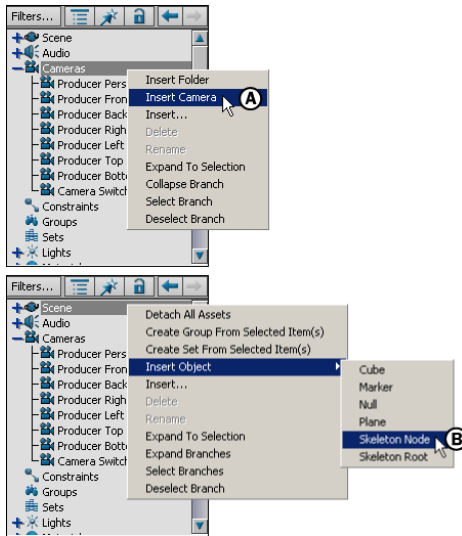 Filters...
Scene
Audio
Cameras
Producer Pers
Producer Fron
Producer Back
Producer Righ
Producer Left
Producer Top
Producer Botto
Camera Switch
Constraints
Groups
Sets
Lights
Insert Folder
Insert Camera
A
Insert...
Delete
Rename
Expand To Selection
Collapse Branch
Select Branch
Deselect Branch
Filters...
Scene
Audio
Cameras
Producer Pers
Producer Fron
Producer Back
Producer Righ
Producer Left
Producer Top
Producer Botto
Camera Switch
Constraints
Groups
Sets
Lights
Detach All Assets
Create Group From Selected Item(s)
Create Set From Selected Item(s)
Insert Object
Insert...
Delete
Rename
Expand To Selection
Expand Branches
Select Branches
Deselect Branch
Cube
Marker
Null
Plane
Skeleton Node
B
Skeleton Root